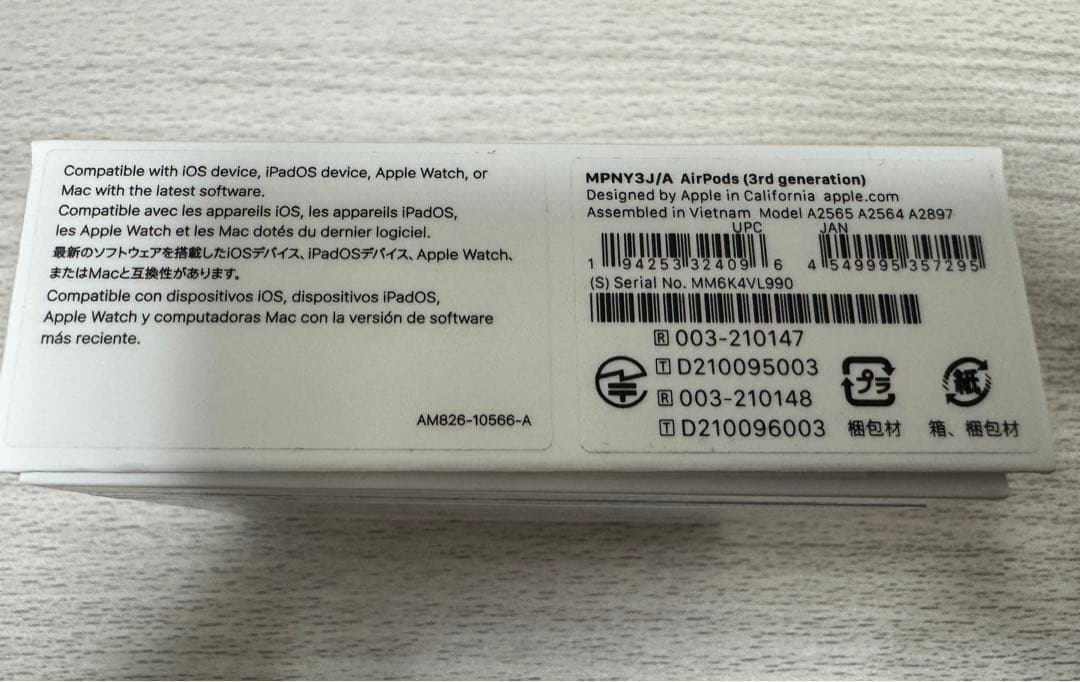 Compatible with iOS device, iPadOS device, Apple Watch, or
Mac with the latest software.
Compatible avec les appareils iOS, les appareils iPadOS,
les Apple Watch et les Mac dotés du dernier logiciel.
最新のソフトウェアを搭載したiOSデバイス、iPadOSデバイス、Apple Watch、
またはMacと互換性があります。
Compatible con dispositivos iOS, dispositivos iPadOS,
Apple Watch y computadoras Mac con la versión de software
más reciente.
AM826-10566-A
MPNY3J/A AirPods (3rd generation)
Designed by Apple in California apple.com
Assembled in Vietnam Model A2565 A2564 A2897
UPC JAN
1 94253 32409 6 4 549995 357295
(S) Serial No. MM6K4VL990
R 003-210147
T D210095003
R 003-210148
T D210096003
プラ 紙
梱包材 箱、梱包材